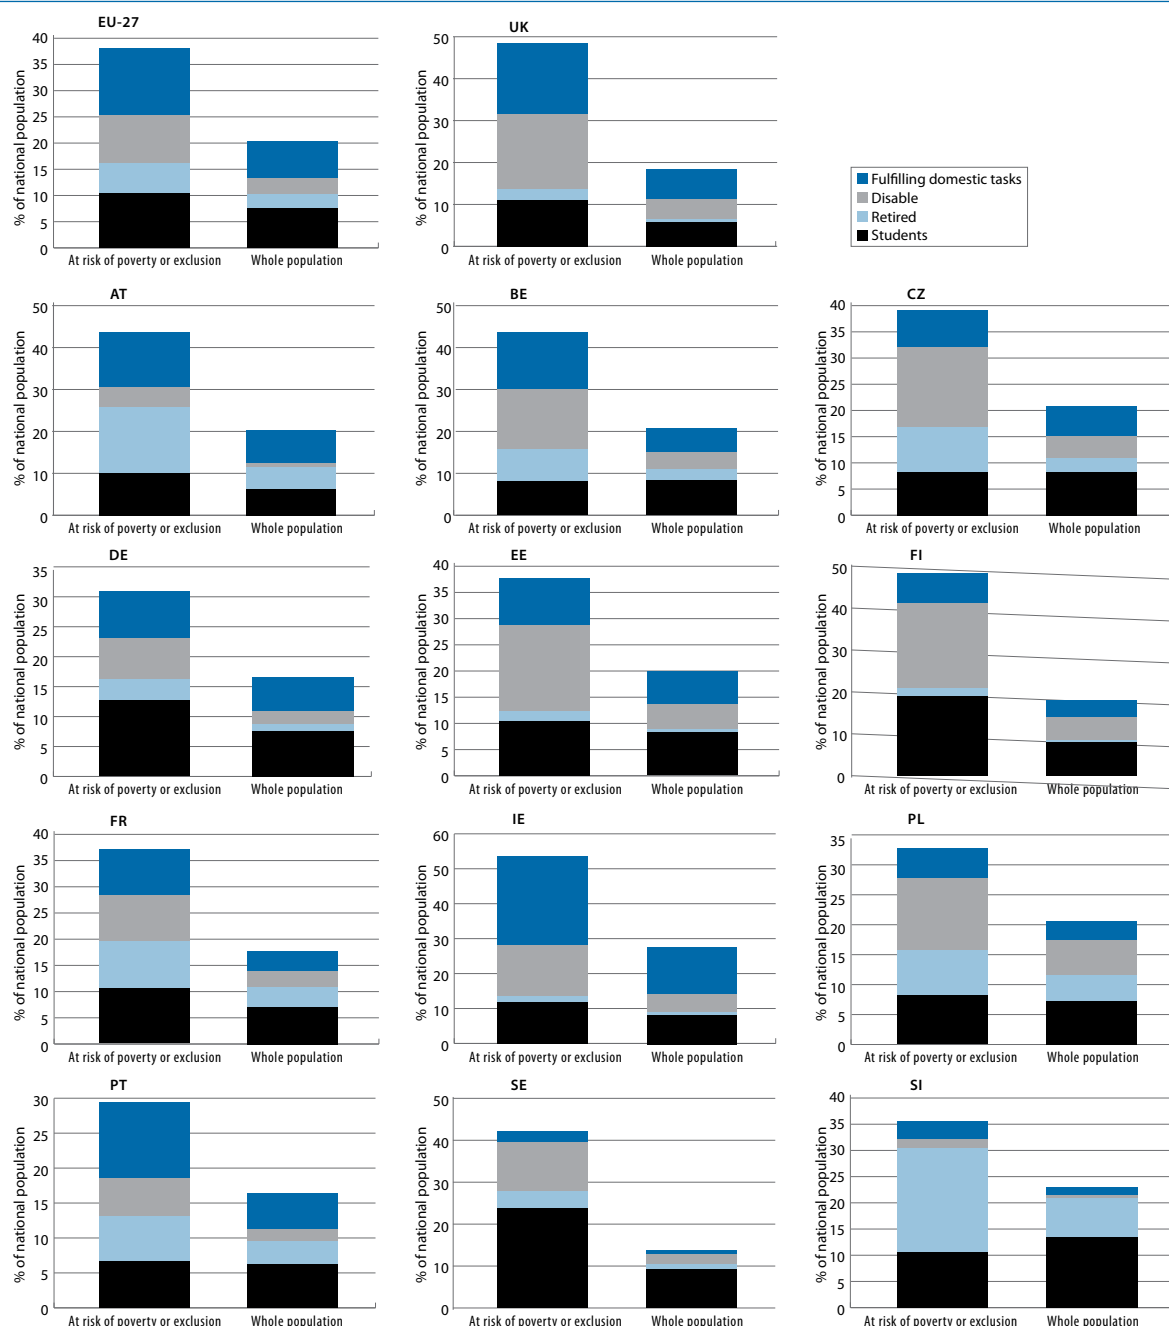 EU-27
% of national population
40
35
30
25
20
15
10
5
0
At risk of poverty or exclusion Whole population
UK
% of national population
50
40
30
20
10
0
At risk of poverty or exclusion Whole population
Fulfilling domestic tasks
Disable
Retired
Students
AT
% of national population
50
40
30
20
10
0
At risk of poverty or exclusion Whole population
BE
% of national population
50
40
30
20
10
0
At risk of poverty or exclusion Whole population
CZ
% of national population
40
35
30
25
20
15
10
5
0
At risk of poverty or exclusion Whole population
DE
% of national population
35
30
25
20
15
10
5
0
At risk of poverty or exclusion Whole population
EE
% of national population
40
35
30
25
20
15
10
5
0
At risk of poverty or exclusion Whole population
FI
% of national population
50
40
30
20
10
0
At risk of poverty or exclusion Whole population
FR
% of national population
40
35
30
25
20
15
10
5
0
At risk of poverty or exclusion Whole population
IE
% of national population
60
50
40
30
20
10
0
At risk of poverty or exclusion Whole population
PL
% of national population
35
30
25
20
15
10
5
0
At risk of poverty or exclusion Whole population
PT
% of national population
30
25
20
15
10
5
0
At risk of poverty or exclusion Whole population
SE
% of national population
50
40
30
20
10
0
At risk of poverty or exclusion Whole population
SI
% of national population
40
35
30
25
20
15
10
5
0
At risk of poverty or exclusion Whole population